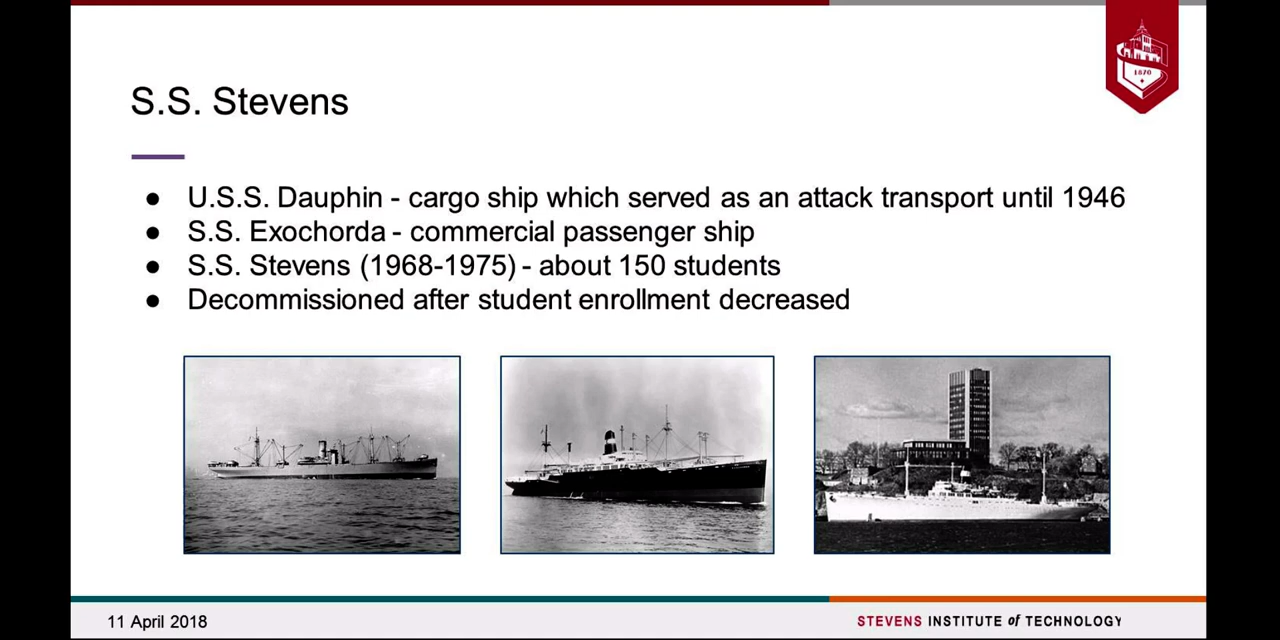 1870
S.S. Stevens
● U.S.S. Dauphin - cargo ship which served as an attack transport until 1946
● S.S. Exochorda - commercial passenger ship
● S.S. Stevens (1968-1975) - about 150 students
● Decommissioned after student enrollment decreased
11 April 2018
STEVENS INSTITUTE of TECHNOLOGY